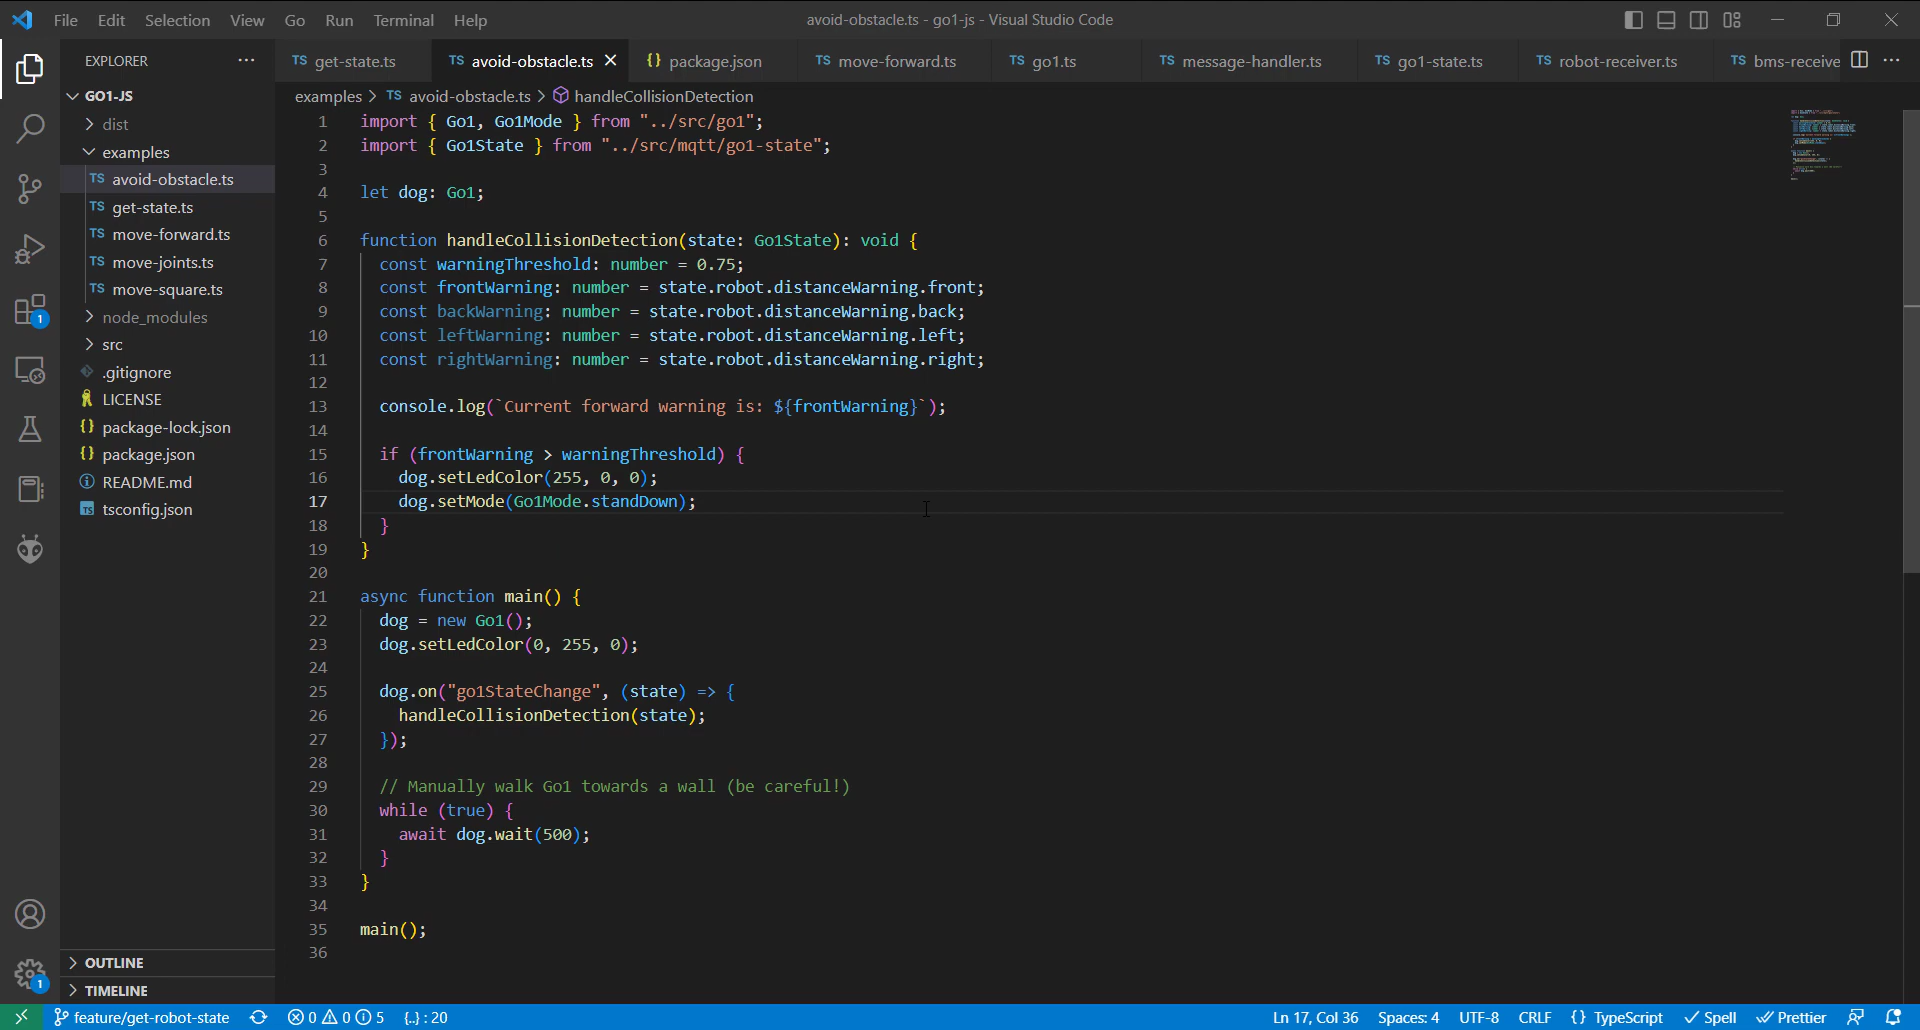 File Edit Selection View Go Run Terminal Help
avoid-obstacle.ts - go1-js - Visual Studio Code
EXPLORER
TS get-state.ts
TS avoid-obstacle.ts
{} package.json
TS move-forward.ts
TS go1.ts
TS message-handler.ts
TS go1-state.ts
TS robot-receiver.ts
TS bms-receive
GO1-JS
dist
examples
TS avoid-obstacle.ts
TS get-state.ts
TS move-forward.ts
TS move-joints.ts
TS move-square.ts
node_modules
src
.gitignore
LICENSE
{} package-lock.json
{} package.json
README.md
TS tsconfig.json
OUTLINE
TIMELINE
1
1
examples > TS avoid-obstacle.ts > handleCollisionDetection
1 import { Go1, Go1Mode } from "../src/go1";
2 import { Go1State } from "../src/mqtt/go1-state";
3
4 let dog: Go1;
5
6 function handleCollisionDetection(state: Go1State): void {
7 const warningThreshold: number = 0.75;
8 const frontWarning: number = state.robot.distanceWarning.front;
9 const backWarning: number = state.robot.distanceWarning.back;
10 const leftWarning: number = state.robot.distanceWarning.left;
11 const rightWarning: number = state.robot.distanceWarning.right;
12
13 console.log(`Current forward warning is: ${frontWarning}`);
14
15 if (frontWarning > warningThreshold) {
16 dog.setLedColor(255, 0, 0);
17 dog.setMode(Go1Mode.standDown);
18 }
19 }
20
21 async function main() {
22 dog = new Go1();
23 dog.setLedColor(0, 255, 0);
24
25 dog.on("go1StateChange", (state) => {
26 handleCollisionDetection(state);
27 });
28
29 // Manually walk Go1 towards a wall (be careful!)
30 while (true) {
31 await dog.wait(500);
32 }
33 }
34
35 main();
36
feature/get-robot-state 0 0 5 {..} : 20
Ln 17, Col 36 Spaces: 4 UTF-8 CRLF {} TypeScript Spell Prettier